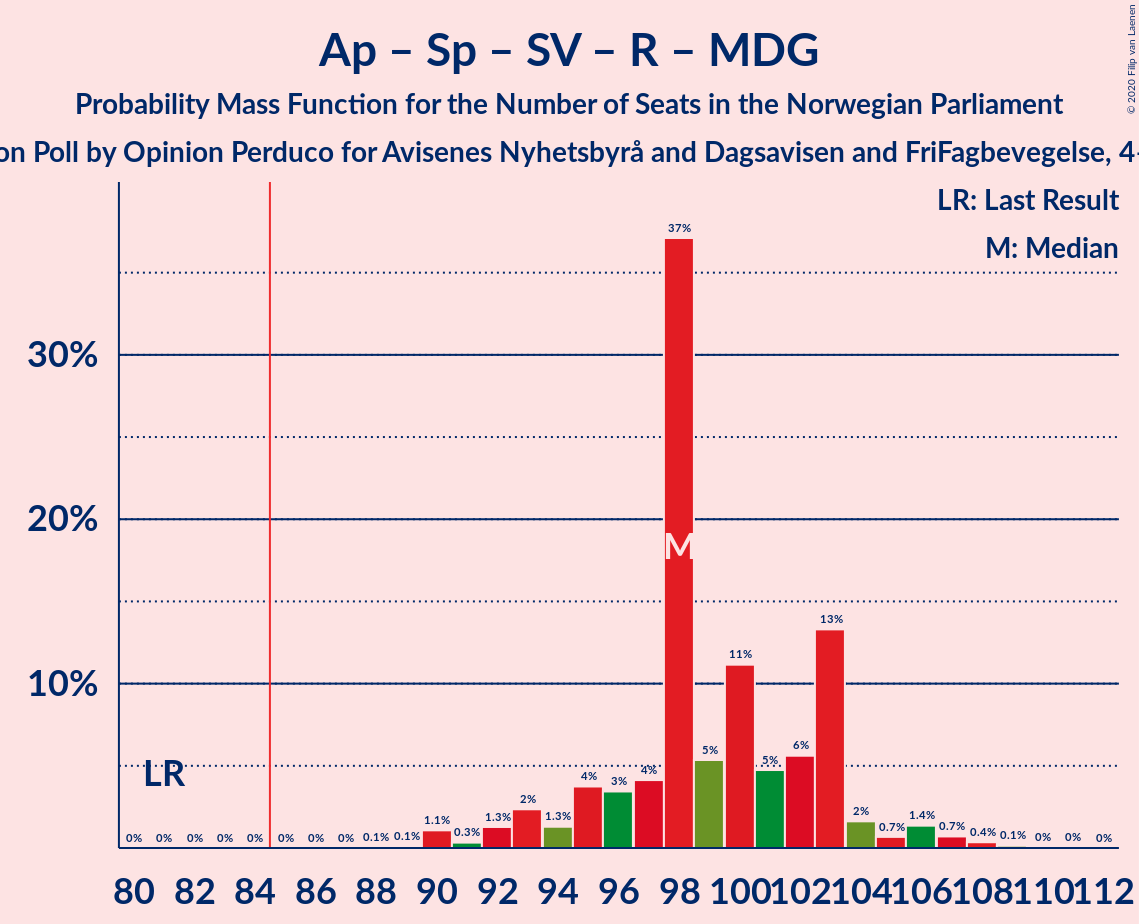 Ap – Sp – SV – R – MDG
Probability Mass Function for the Number of Seats in the Norwegian Parliament
on Poll by Opinion Perduco for Avisenes Nyhetsbyrå and Dagsavisen and FriFagbevegelse, 4–
© 2020 Filip van Laenen
LR: Last Result
M: Median
37%
30%
20%
M
13%
11%
10%
6%
5%
5%
LR
4%
3%
4%
2%
1.3%
1.3%
1.1%
0.3%
2%
0.7%
1.4%
0.7%
0.4%
0.1%
0% 0% 0% 0% 0% 0% 0% 0% 0.1% 0.1% 0% 0% 0%
80 82 84 86 88 90 92 94 96 98 100 102 104 106 108 110 112